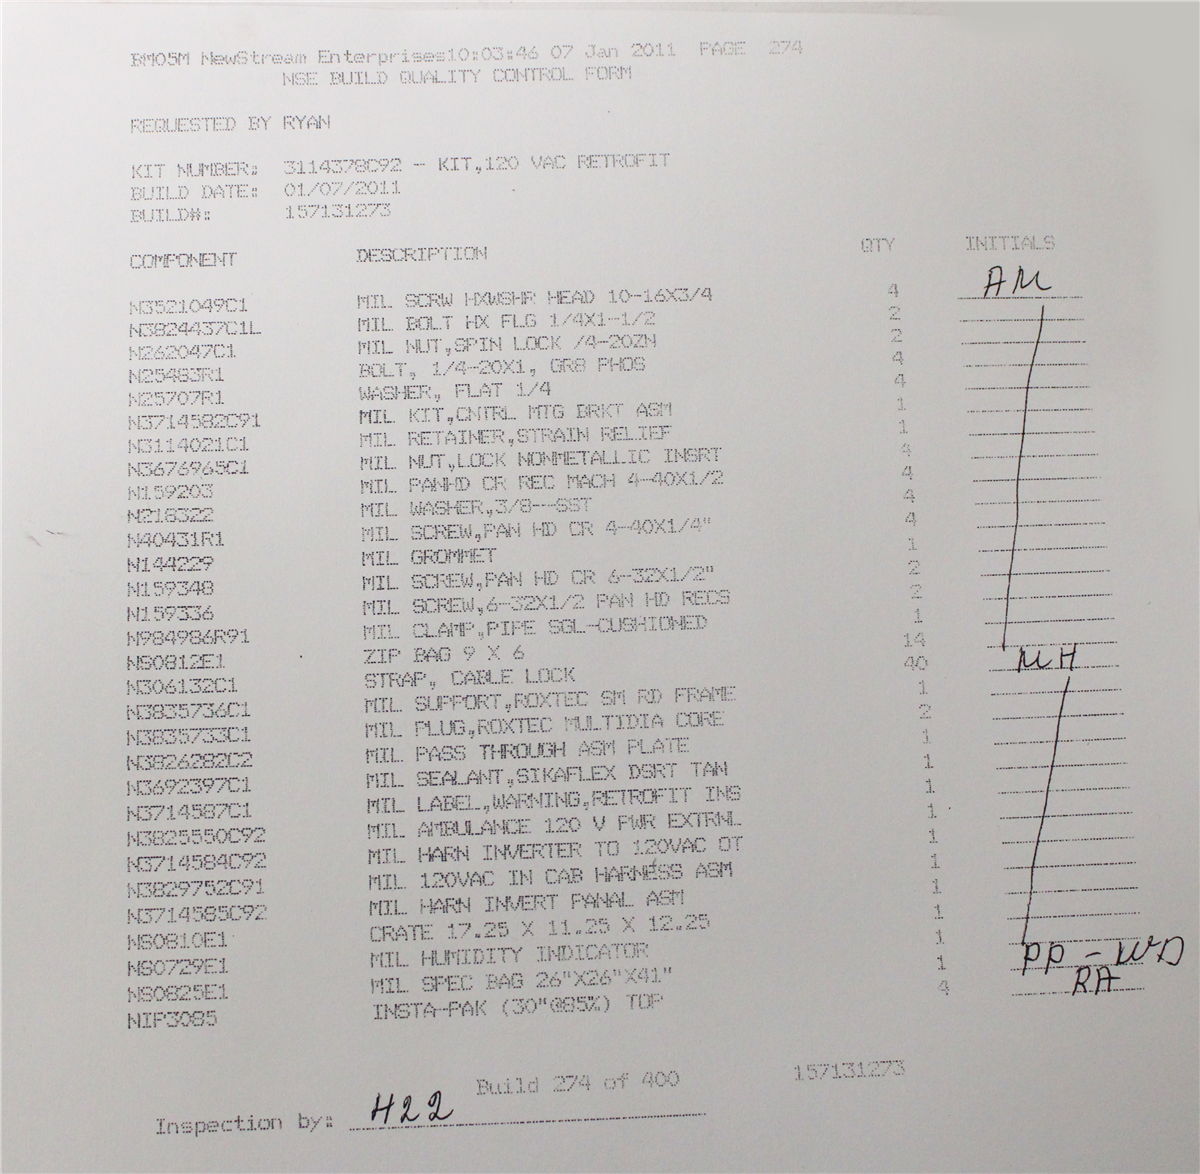 BM05M NewStream Enterprises10:03:46 07 Jan 2011 PAGE 274
NSE BUILD QUALITY CONTROL FORM
REQUESTED BY RYAN
KIT NUMBER: 3114378C92 - KIT,120 VAC RETROFIT
BUILD DATE: 01/07/2011
BUILD#: 157131273
COMPONENT DESCRIPTION QTY INITIALS
N3521049C1 MIL SCRW HXWSHR HEAD 10-16X3/4 4 AM
N3824437C1L MIL BOLT HX FLG 1/4X1-1/2 2
N262047C1 MIL NUT,SPIN LOCK /4-20ZN 2
N25483R1 BOLT, 1/4-20X1, GR8 PHOS 4
N25707R1 WASHER, FLAT 1/4 4
N3714582C91 MIL KIT,CNTRL MTG BRKT ASM 1
N3114021C1 MIL RETAINER,STRAIN RELIEF 1
N3676965C1 MIL NUT,LOCK NONMETALLIC INSRT 4
N159203 MIL PANHD CR REC MACH 4-40X1/2 4
N218322 MIL WASHER,3/8--SST 4
N40431R1 MIL SCREW,PAN HD CR 4-40X1/4" 4
N144229 MIL GROMMET 1
N159348 MIL SCREW,PAN HD CR 6-32X1/2" 2
N159336 MIL SCREW,6-32X1/2 PAN HD RECS 2
N984986R91 MIL CLAMP,PIPE SGL-CUSHIONED 1
NS0812E1 ZIP BAG 9 X 6 14
N306132C1 STRAP, CABLE LOCK 40 MH
N3835736C1 MIL SUPPORT,ROXTEC SM RD FRAME 1
N3835733C1 MIL PLUG,ROXTEC MULTIDIA CORE 2
N3826282C2 MIL PASS THROUGH ASM PLATE 1
N3692397C1 MIL SEALANT,SIKAFLEX DSRT TAN 1
N3714587C1 MIL LABEL,WARNING,RETROFIT INS 1
N3825550C92 MIL AMBULANCE 120 V PWR EXTRNL 1
N3714584C92 MIL HARN INVERTER TO 120VAC OT 1
N3829752C91 MIL 120VAC IN CAB HARNESS ASM 1
N3714585C92 MIL HARN INVERT PANAL ASM 1
NS0810E1 CRATE 17.25 X 11.25 X 12.25 1
NS0729E1 MIL HUMIDITY INDICATOR 1
NS0825E1 MIL SPEC BAG 26"X26"X41" 1 PP - WD
NIP3085 INSTA-PAK (30"@85%) TOP 4 RA
Build 274 of 400 157131273
Inspection by: H22